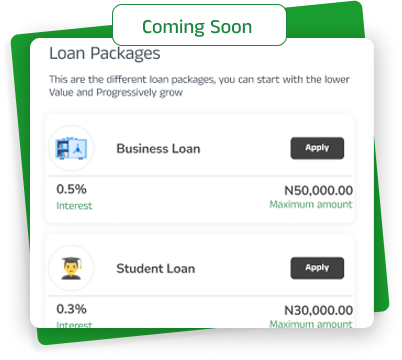 Coming Soon
Loan Packages
This are the different loan packages, you can start with the lower
Value and Progressively grow
Business Loan
Apply
0.5%
N50,000.00
Interest
Maximum amount
Student Loan
Apply
0.3%
N30,000.00
Interest
Maximum amount